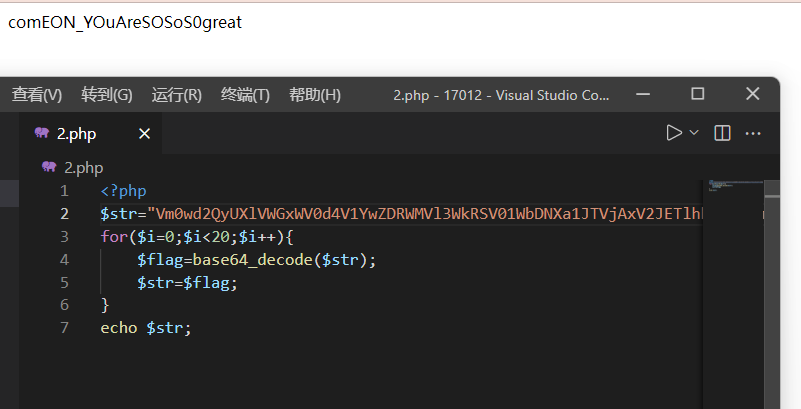 comEON_YOuAreSOSoS0great
查看(V) 转到(G) 运行(R) 终端(T) 帮助(H) 2.php - 17012 - Visual Studio Co...
2.php
2.php
1 <?php
2 $str="Vm0wd2QyUXlVWGxWV0d4V1YwZDRWMVl3WkRSV01WbDNXa1JTVjAxV2JETlhh
3 for($i=0;$i<20;$i++){
4 $flag=base64_decode($str);
5 $str=$flag;
6 }
7 echo $str;